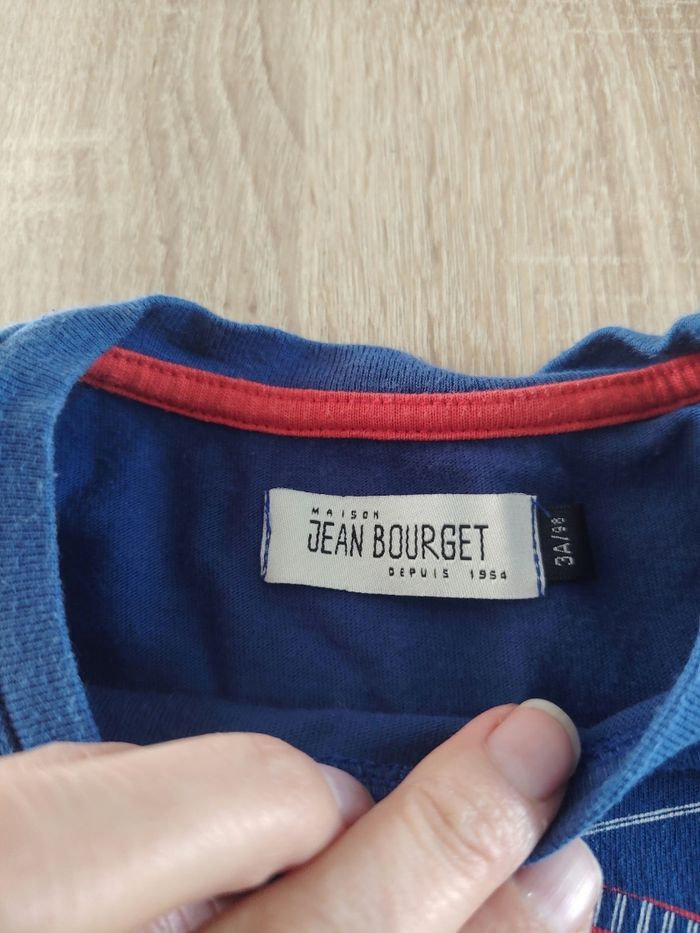 MAISON
JEAN BOURGET
DEPUIS 1954
3A/98